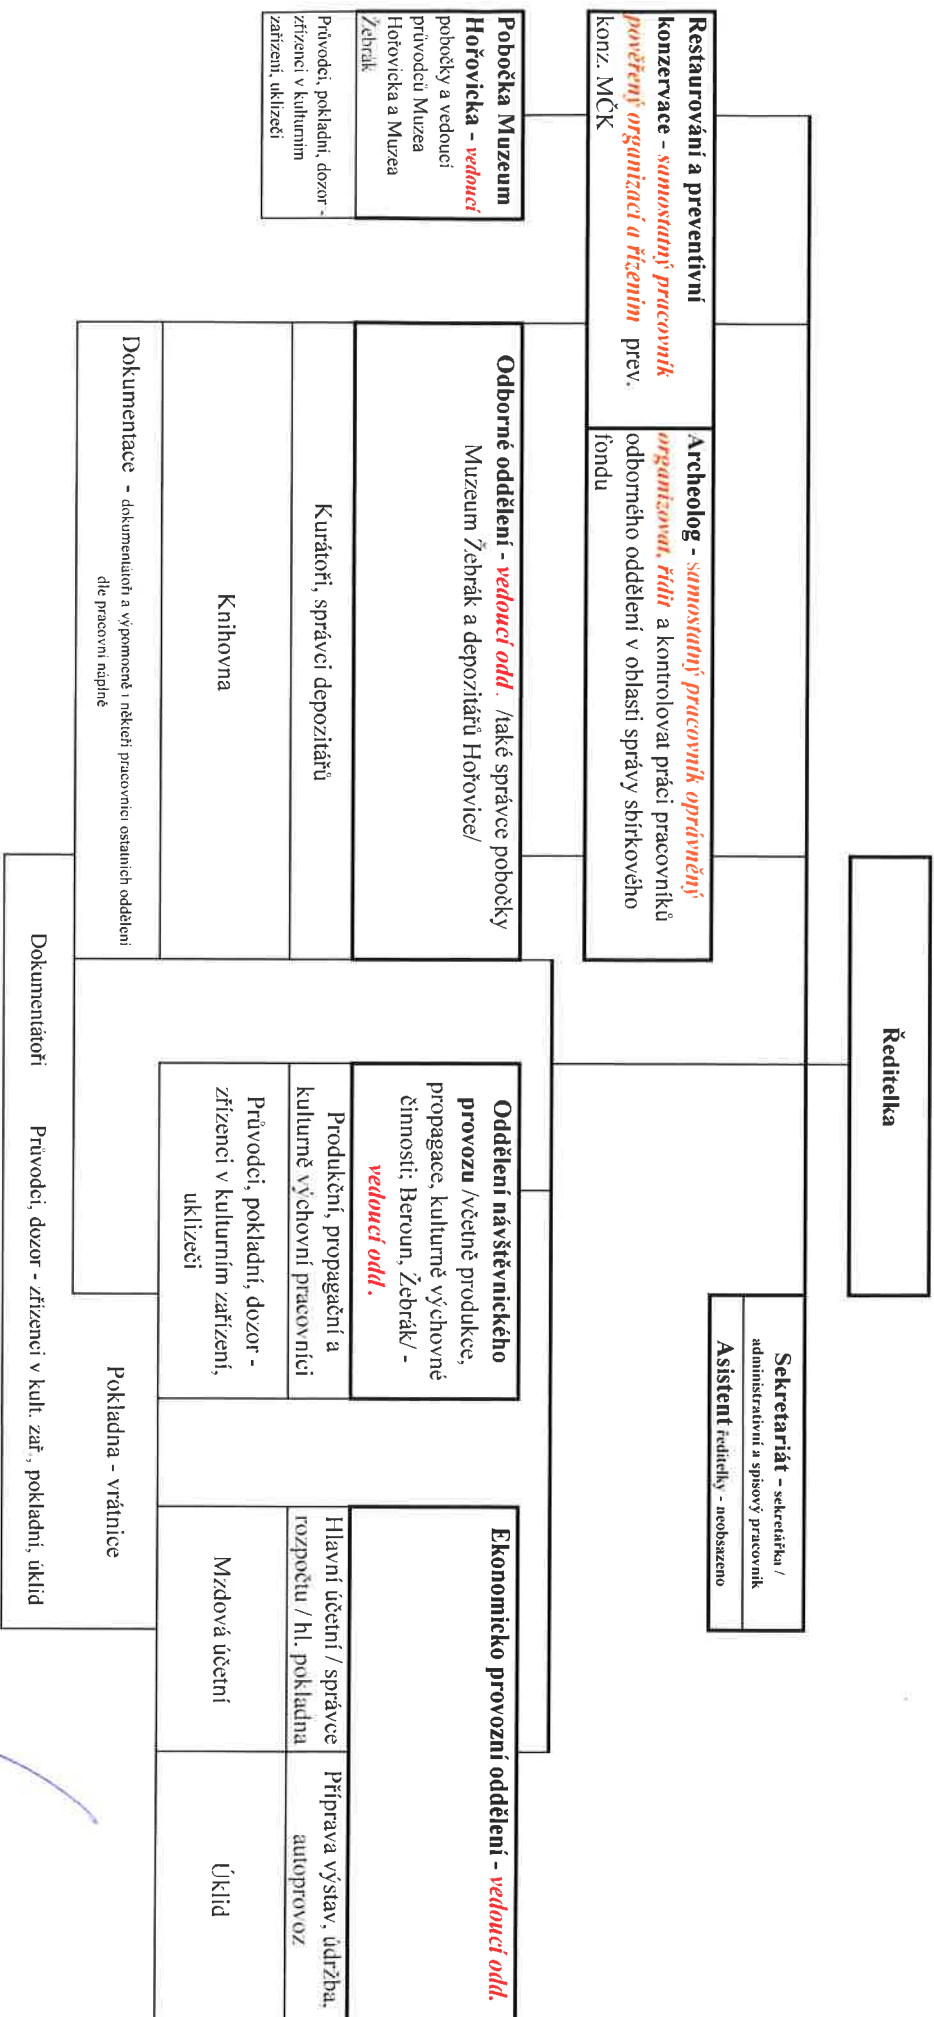 Ředitelka
Sekretariát - sekretářka /
administrativní a spisový pracovník
Asistent ředitelky - neobsazeno
Restaurování a preventivní
konzervace - samostatný pracovník
pověřený organizací a řízením prev.
konz. MČK
Archeolog - samostatný pracovník oprávněný
organizovat, řídit a kontrolovat práci pracovníků
odborného oddělení v oblasti správy sbírkového
fondu
Pobočka Muzeum
Hořovicka - vedoucí
pobočky a vedoucí
průvodců Muzea
Hořovicka a Muzea
Žebrák
Průvodci, pokladní, dozor -
zřízenci v kulturním
zařízení, uklízeči
Odborné oddělení - vedoucí odd. /také správce pobočky
Muzeum Žebrák a depozitářů Hořovice/
Kurátoři, správci depozitářů
Knihovna
Dokumentace - dokumentátoři a výpomocně i někteří pracovníci ostatních oddělení
dle pracovní náplně
Oddělení návštěvnického
provozu /včetně produkce,
propagace, kulturně výchovné
činnosti; Beroun, Žebrák/ -
vedoucí odd.
Produkční, propagační a
kulturně výchovní pracovníci
Průvodci, pokladní, dozor -
zřízenci v kulturním zařízení,
uklízeči
Ekonomicko provozní oddělení - vedoucí odd.
Hlavní účetní / správce
rozpočtu / hl. pokladna
Příprava výstav, údržba,
autoprovoz
Mzdová účetní
Úklid
Pokladna - vrátnice
Dokumentátoři Průvodci, dozor - zřízenci v kult. zař., pokladní, úklid